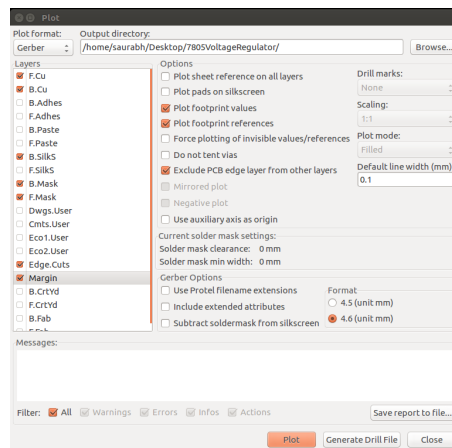 Plot
Plot format:
Output directory:
Gerber
/home/saurabh/Desktop/7805VoltageRegulator/
Browse...
Layers
F.Cu
B.Cu
B.Adhes
F.Adhes
B.Paste
F.Paste
B.SilkS
F.SilkS
B.Mask
F.Mask
Dwgs.User
Cmts.User
Eco1.User
Eco2.User
Edge.Cuts
Margin
B.CrtYd
F.CrtYd
B.Fab
F.Fab
Options
Plot sheet reference on all layers
Plot pads on silkscreen
Plot footprint values
Plot footprint references
Force plotting of invisible values/references
Do not tent vias
Exclude PCB edge layer from other layers
Mirrored plot
Negative plot
Use auxiliary axis as origin
Drill marks:
None
Scaling:
1:1
Plot mode:
Filled
Default line width (mm)
0.1
Current solder mask settings:
Solder mask clearance: 0 mm
Solder mask min width: 0 mm
Gerber Options
Use Protel filename extensions
Include extended attributes
Subtract soldermask from silkscreen
Format
4.5 (unit mm)
4.6 (unit mm)
Messages:
Filter: All Warnings Errors Infos Actions
Save report to file...
Plot Generate Drill File Close